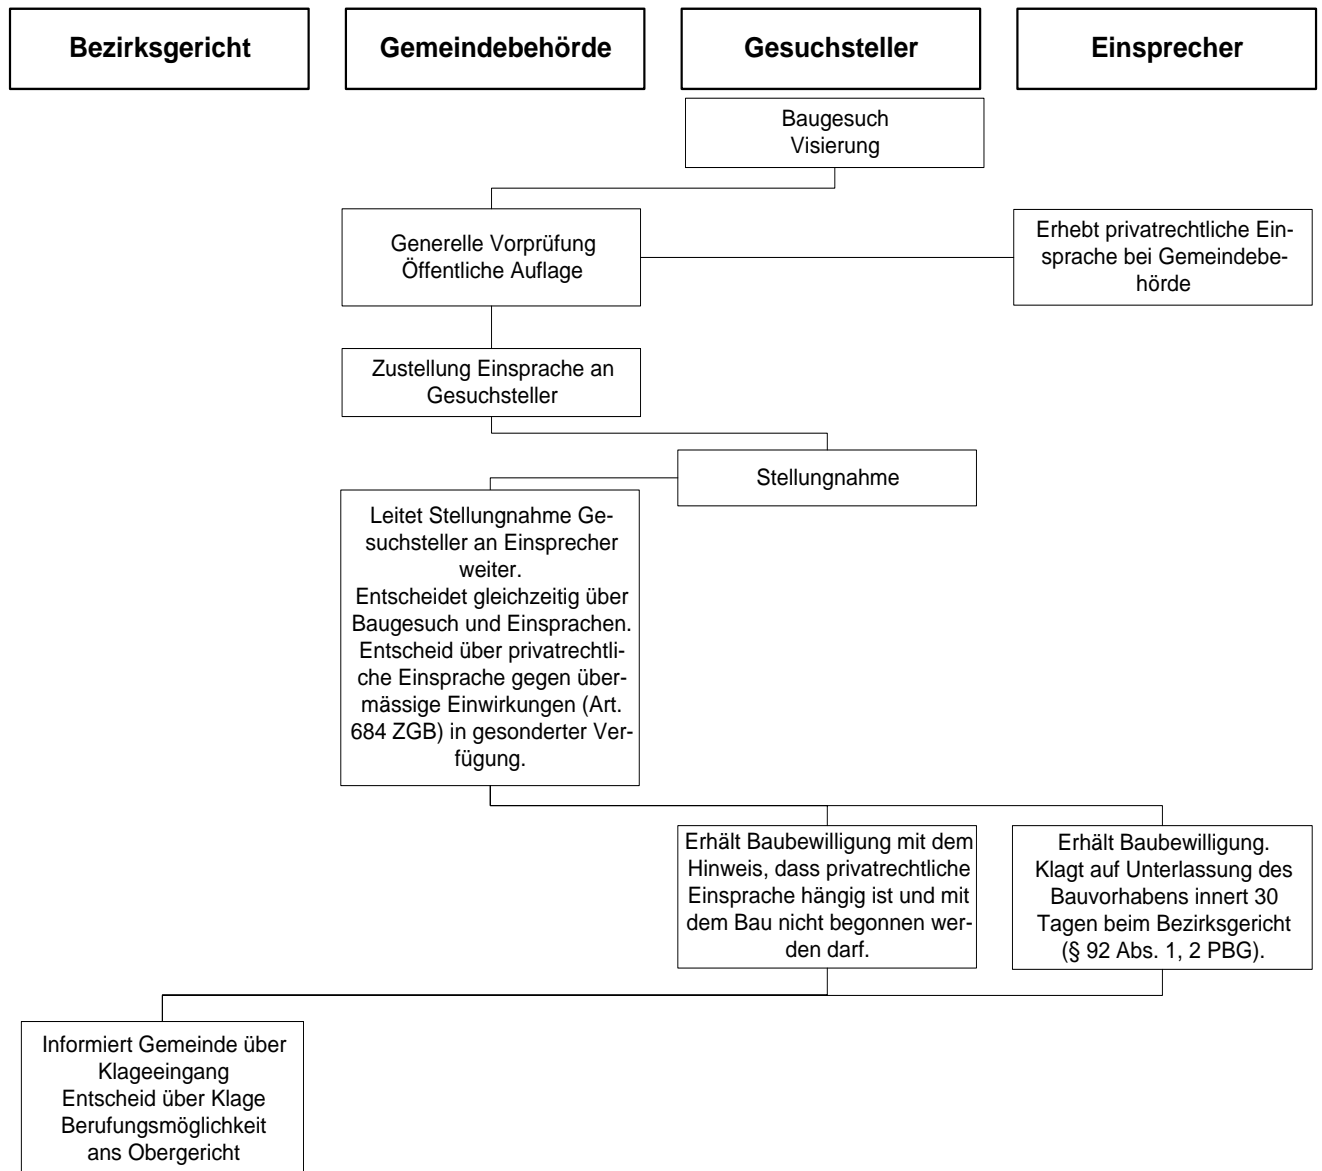 Bezirksgericht
Gemeindebehörde
Gesuchsteller
Einsprecher
Baugesuch
Visierung
Generelle Vorprüfung
Öffentliche Auflage
Erhebt privatrechtliche Ein-
sprache bei Gemeindebe-
hörde
Zustellung Einsprache an
Gesuchsteller
Stellungnahme
Leitet Stellungnahme Ge-
suchsteller an Einsprecher
weiter.
Entscheidet gleichzeitig über
Baugesuch und Einsprachen.
Entscheid über privatrechtli-
che Einsprache gegen über-
mässige Einwirkungen (Art.
684 ZGB) in gesonderter Ver-
fügung.
Erhält Baubewilligung mit dem
Hinweis, dass privatrechtliche
Einsprache hängig ist und mit
dem Bau nicht begonnen wer-
den darf.
Erhält Baubewilligung.
Klagt auf Unterlassung des
Bauvorhabens innert 30
Tagen beim Bezirksgericht
(§ 92 Abs. 1, 2 PBG).
Informiert Gemeinde über
Klageeingang
Entscheid über Klage
Berufungsmöglichkeit
ans Obergericht